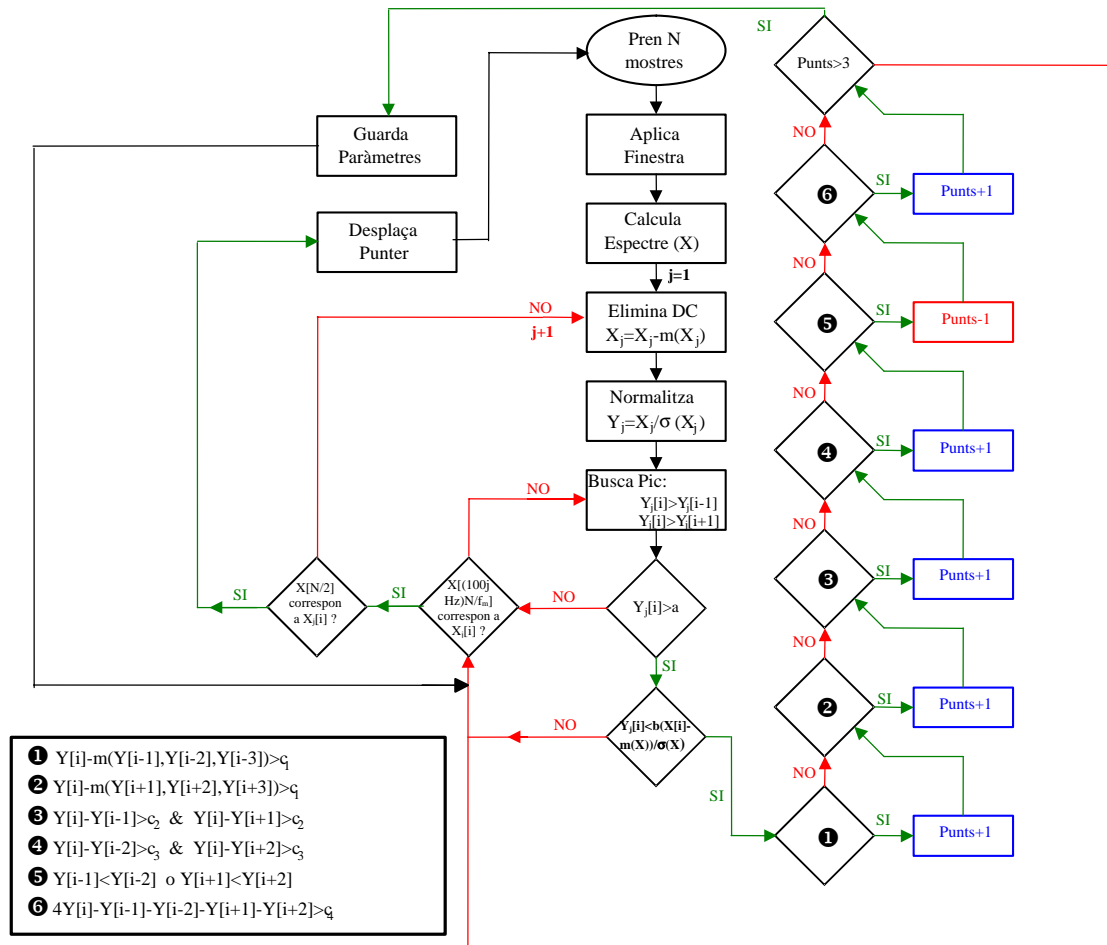 SI
Pren N
mostres
Punts>3
Guarda
Paràmetres
Aplica
Finestra
NO
❻
SI
Punts+1
Desplaça
Punter
Calcula
Espectre (X)
j=1
NO
❺
SI
Punts-1
NO
j+1
Elimina DC
Xj=Xj-m(Xj)
NO
❹
SI
Punts+1
Normalitza
Yj=Xj/σ (Xj)
NO
Busca Pic:
Yj[i]>Yj[i-1]
Yj[i]>Yj[i+1]
NO
❸
SI
Punts+1
X[N/2]
correspon
a Xj[i] ?
SI
X[(100j
Hz)N/fm]
correspon a
Xj[i] ?
SI
NO
Yj[i]>a
SI
NO
❷
SI
Punts+1
NO
Yj[i]<b(X[i]-
m(X))/σ(X)
SI
NO
❶
SI
Punts+1
❶ Y[i]-m(Y[i-1],Y[i-2],Y[i-3])>c1
❷ Y[i]-m(Y[i+1],Y[i+2],Y[i+3])>c1
❸ Y[i]-Y[i-1]>c2 & Y[i]-Y[i+1]>c2
❹ Y[i]-Y[i-2]>c3 & Y[i]-Y[i+2]>c3
❺ Y[i-1]<Y[i-2] o Y[i+1]<Y[i+2]
❻ 4Y[i]-Y[i-1]-Y[i-2]-Y[i+1]-Y[i+2]>c4